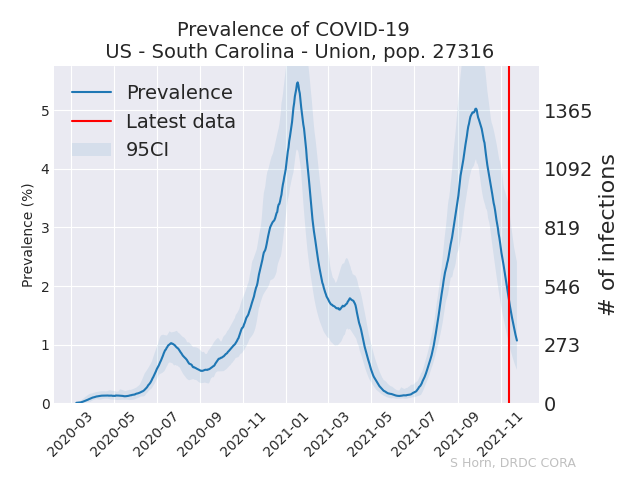 Prevalence of COVID-19
US - South Carolina - Union, pop. 27316
Prevalence
Latest data
95CI
Prevalence (%)
5
4
3
2
1
0
1365
1092
819
546
273
0
# of infections
2020-03
2020-05
2020-07
2020-09
2020-11
2021-01
2021-03
2021-05
2021-07
2021-09
2021-11
S Horn, DRDC CORA